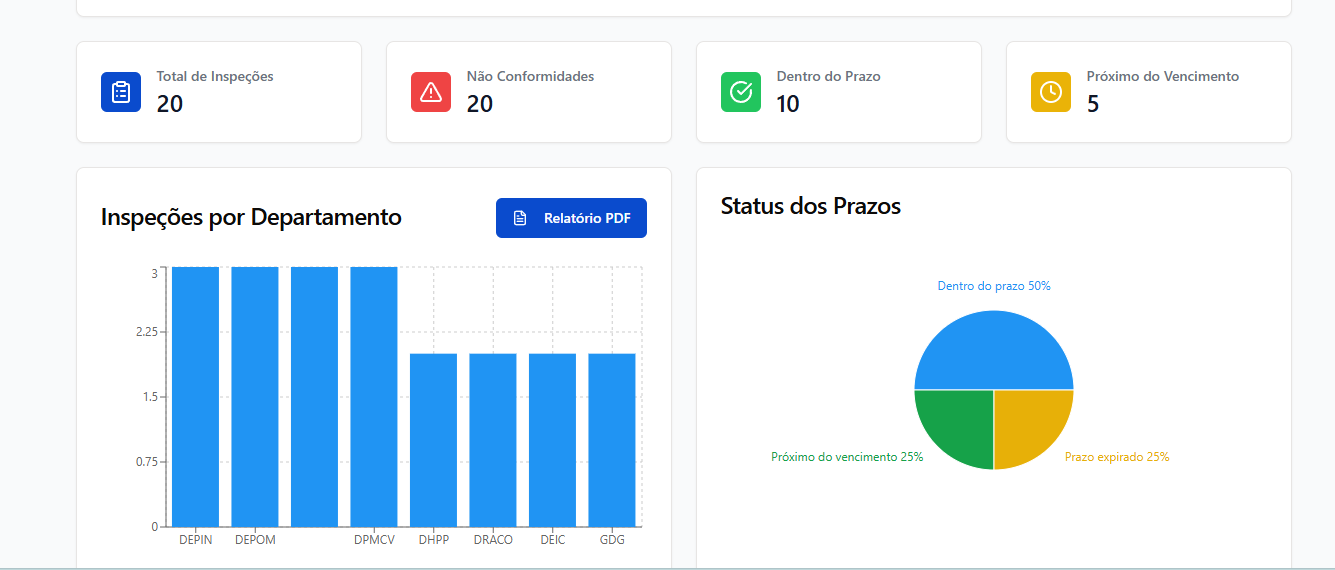 Total de Inspeções
20
Não Conformidades
20
Dentro do Prazo
10
Próximo do Vencimento
5
Inspeções por Departamento
Relatório PDF
3
2.25
1.5
0.75
0
DEPIN DEPOM DPMCV DHPP DRACO DEIC GDG
Status dos Prazos
Dentro do prazo 50%
Próximo do vencimento 25%
Prazo expirado 25%